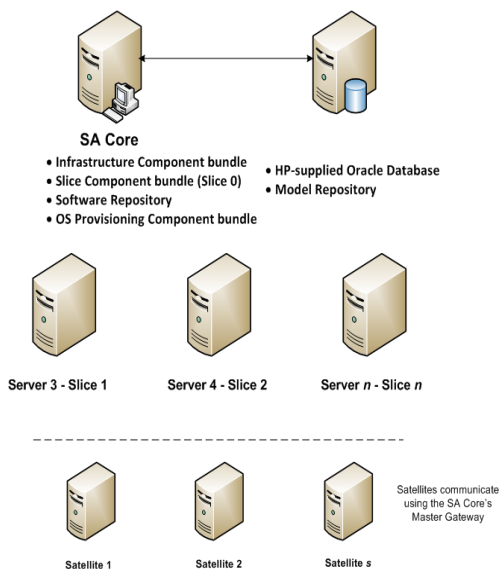 SA Core
• Infrastructure Component bundle
• Slice Component bundle (Slice 0)
• Software Repository
• OS Provisioning Component bundle
• HP-supplied Oracle Database
• Model Repository
Server 3 - Slice 1
Server 4 - Slice 2
Server n - Slice n
Satellites communicate
using the SA Core's
Master Gateway
Satellite 1
Satellite 2
Satellite s